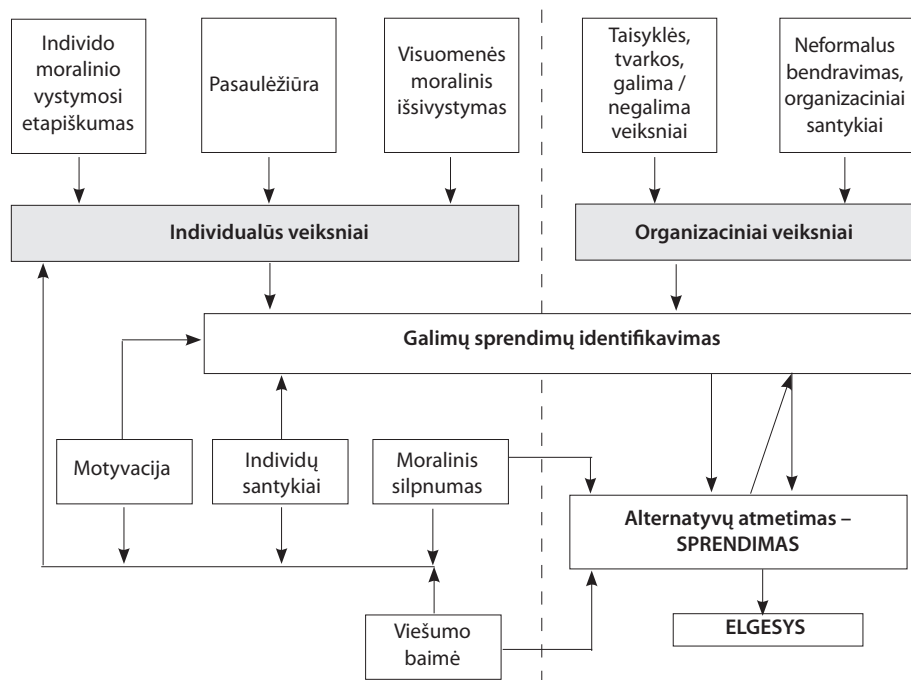 Individo
moralinio
vystymosi
etapiškumas
Pasaulėžiūra
Visuomenės
moralinis
išsivystymas
Taisyklės,
tvarkos,
galima /
negalima
veiksniai
Neformalus
bendravimas,
organizaciniai
santykiai
Individualūs veiksniai
Organizaciniai veiksniai
Galimų sprendimų identifikavimas
Motyvacija
Individų
santykiai
Moralinis
silpnumas
Alternatyvų atmetimas –
SPRENDIMAS
Viešumo
baimė
ELGESYS